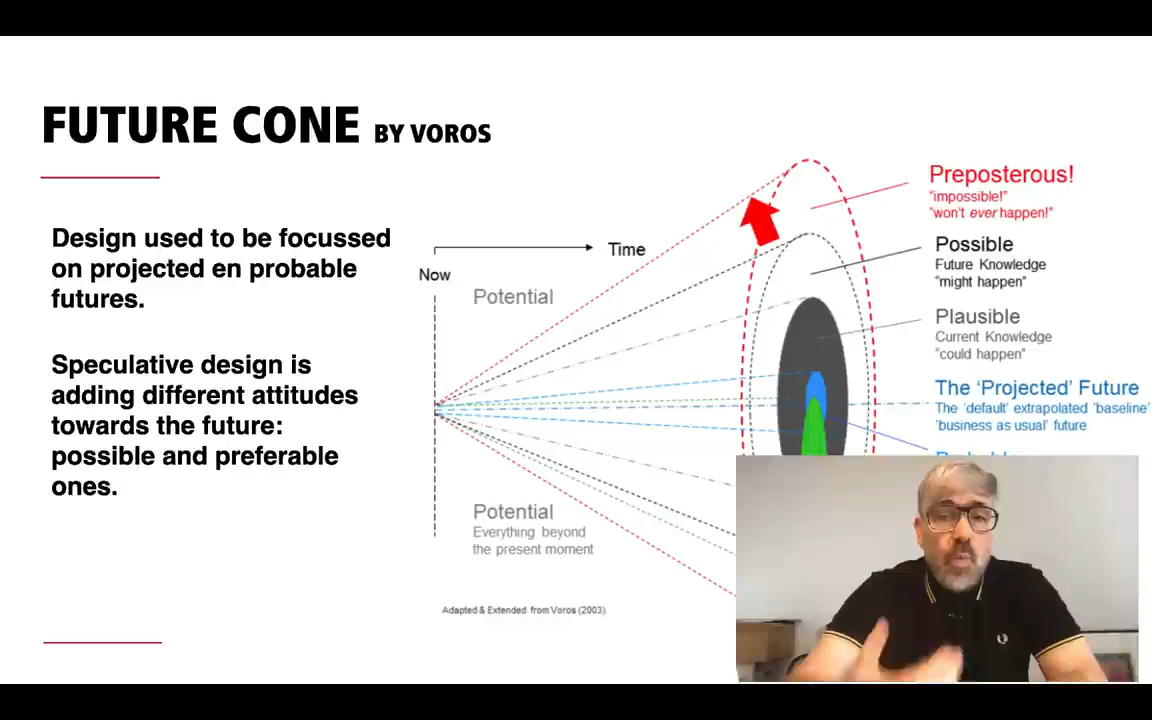 FUTURE CONE BY VOROS
Design used to be focussed
on projected en probable
futures.
Speculative design is
adding different attitudes
towards the future:
possible and preferable
ones.
Time
Now
Potential
Potential
Everything beyond
the present moment
Adapted & Extended from Voros (2003)
Preposterous!
"impossible!"
"won't ever happen!"
Possible
Future Knowledge
"might happen"
Plausible
Current Knowledge
"could happen"
The 'Projected' Future
The 'default' extrapolated 'baseline'
'business as usual' future